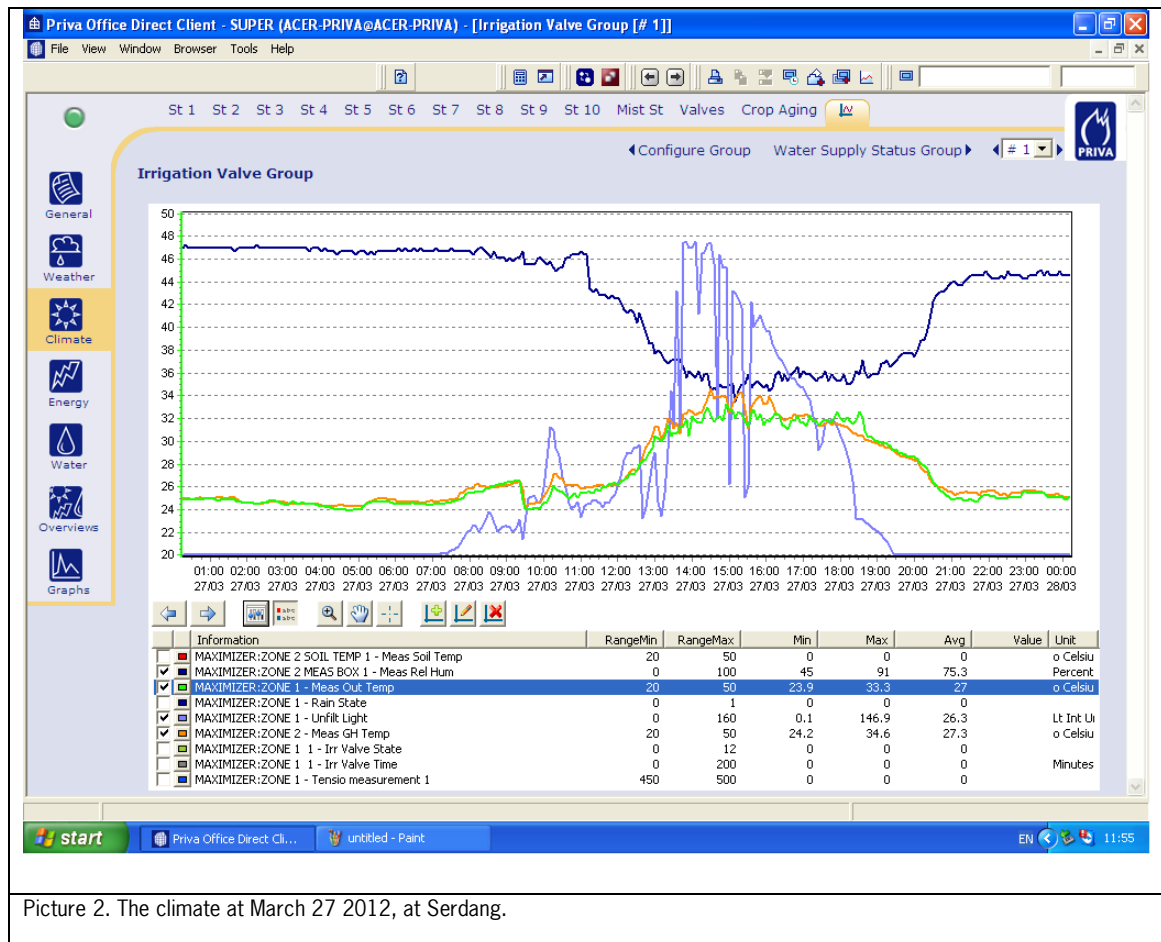 Priva Office Direct Client - SUPER (ACER-PRIVA@ACER-PRIVA) - [Irrigation Valve Group [# 1]]
File View Window Browser Tools Help
St 1 St 2 St 3 St 4 St 5 St 6 St 7 St 8 St 9 St 10 Mist St Valves Crop Aging
Configure Group Water Supply Status Group # 1
PRIVA
Irrigation Valve Group
General
Weather
Climate
Energy
Water
Overviews
Graphs
50
48
46
44
42
40
38
36
34
32
30
28
26
24
22
20
01:00 02:00 03:00 04:00 05:00 06:00 07:00 08:00 09:00 10:00 11:00 12:00 13:00 14:00 15:00 16:00 17:00 18:00 19:00 20:00 21:00 22:00 23:00 00:00
27/03 27/03 27/03 27/03 27/03 27/03 27/03 27/03 27/03 27/03 27/03 27/03 27/03 27/03 27/03 27/03 27/03 27/03 27/03 27/03 27/03 27/03 27/03 28/03
Information RangeMin RangeMax Min Max Avg Value Unit
MAXIMIZER:ZONE 2 SOIL TEMP 1 - Meas Soil Temp 20 50 0 0 0 o Celsiu
MAXIMIZER:ZONE 2 MEAS BOX 1 - Meas Rel Hum 0 100 45 91 75.3 Percent
MAXIMIZER:ZONE 1 - Meas Out Temp 20 50 23.9 33.3 27 o Celsiu
MAXIMIZER:ZONE 1 - Rain State 0 1 0 0 0
MAXIMIZER:ZONE 1 - Unfilt Light 0 160 0.1 146.9 26.3 Lt Int Ui
MAXIMIZER:ZONE 2 - Meas GH Temp 20 50 24.2 34.6 27.3 o Celsiu
MAXIMIZER:ZONE 1 1 - Irr Valve State 0 12 0 0 0
MAXIMIZER:ZONE 1 1 - Irr Valve Time 0 200 0 0 0 Minutes
MAXIMIZER:ZONE 1 - Tensio measurement 1 450 500 0 0 0
start Priva Office Direct Cli... untitled - Paint EN 11:55
Picture 2. The climate at March 27 2012, at Serdang.